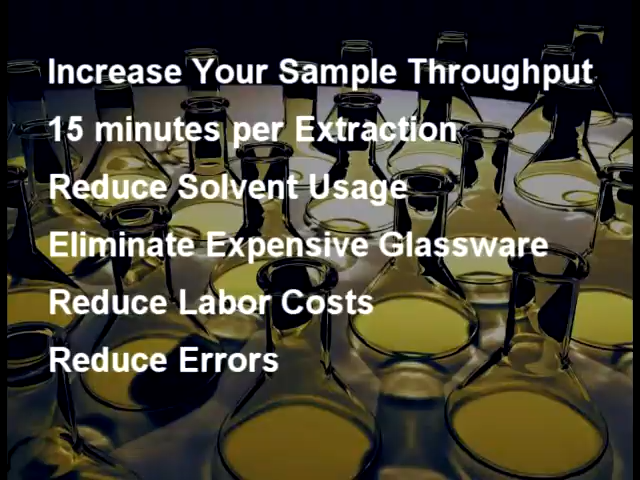 Increase Your Sample Throughput
15 minutes per Extraction
Reduce Solvent Usage
Eliminate Expensive Glassware
Reduce Labor Costs
Reduce Errors